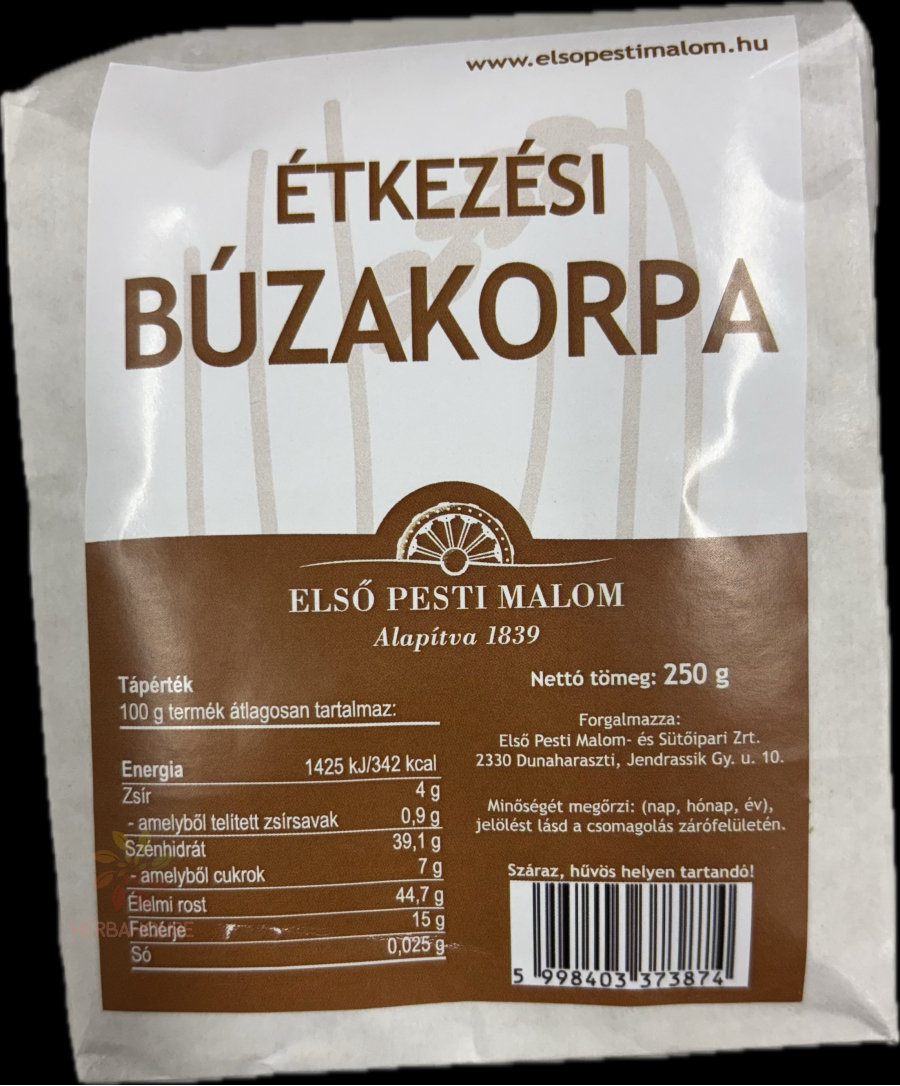 www.elsopestimalom.hu
ÉTKEZÉSI
BÚZAKORPA
ELSŐ PESTI MALOM
Alapítva 1839
Tápérték
100 g termék átlagosan tartalmaz:
Energia 1425 kJ/342 kcal
Zsír 4 g
- amelyből telített zsírsavak 0,9 g
Szénhidrát 39,1 g
- amelyből cukrok 7 g
Élelmi rost 44,7 g
Fehérje 15 g
Só 0,025 g
Nettó tömeg: 250 g
Forgalmazza:
Első Pesti Malom- és Sütőipari Zrt.
2330 Dunaharaszti, Jendrassik Gy. u. 10.
Minőségét megőrzi: (nap, hónap, év),
jelölést lásd a csomagolás zárófelületén.
Száraz, hűvös helyen tartandó!
5 998403 373874